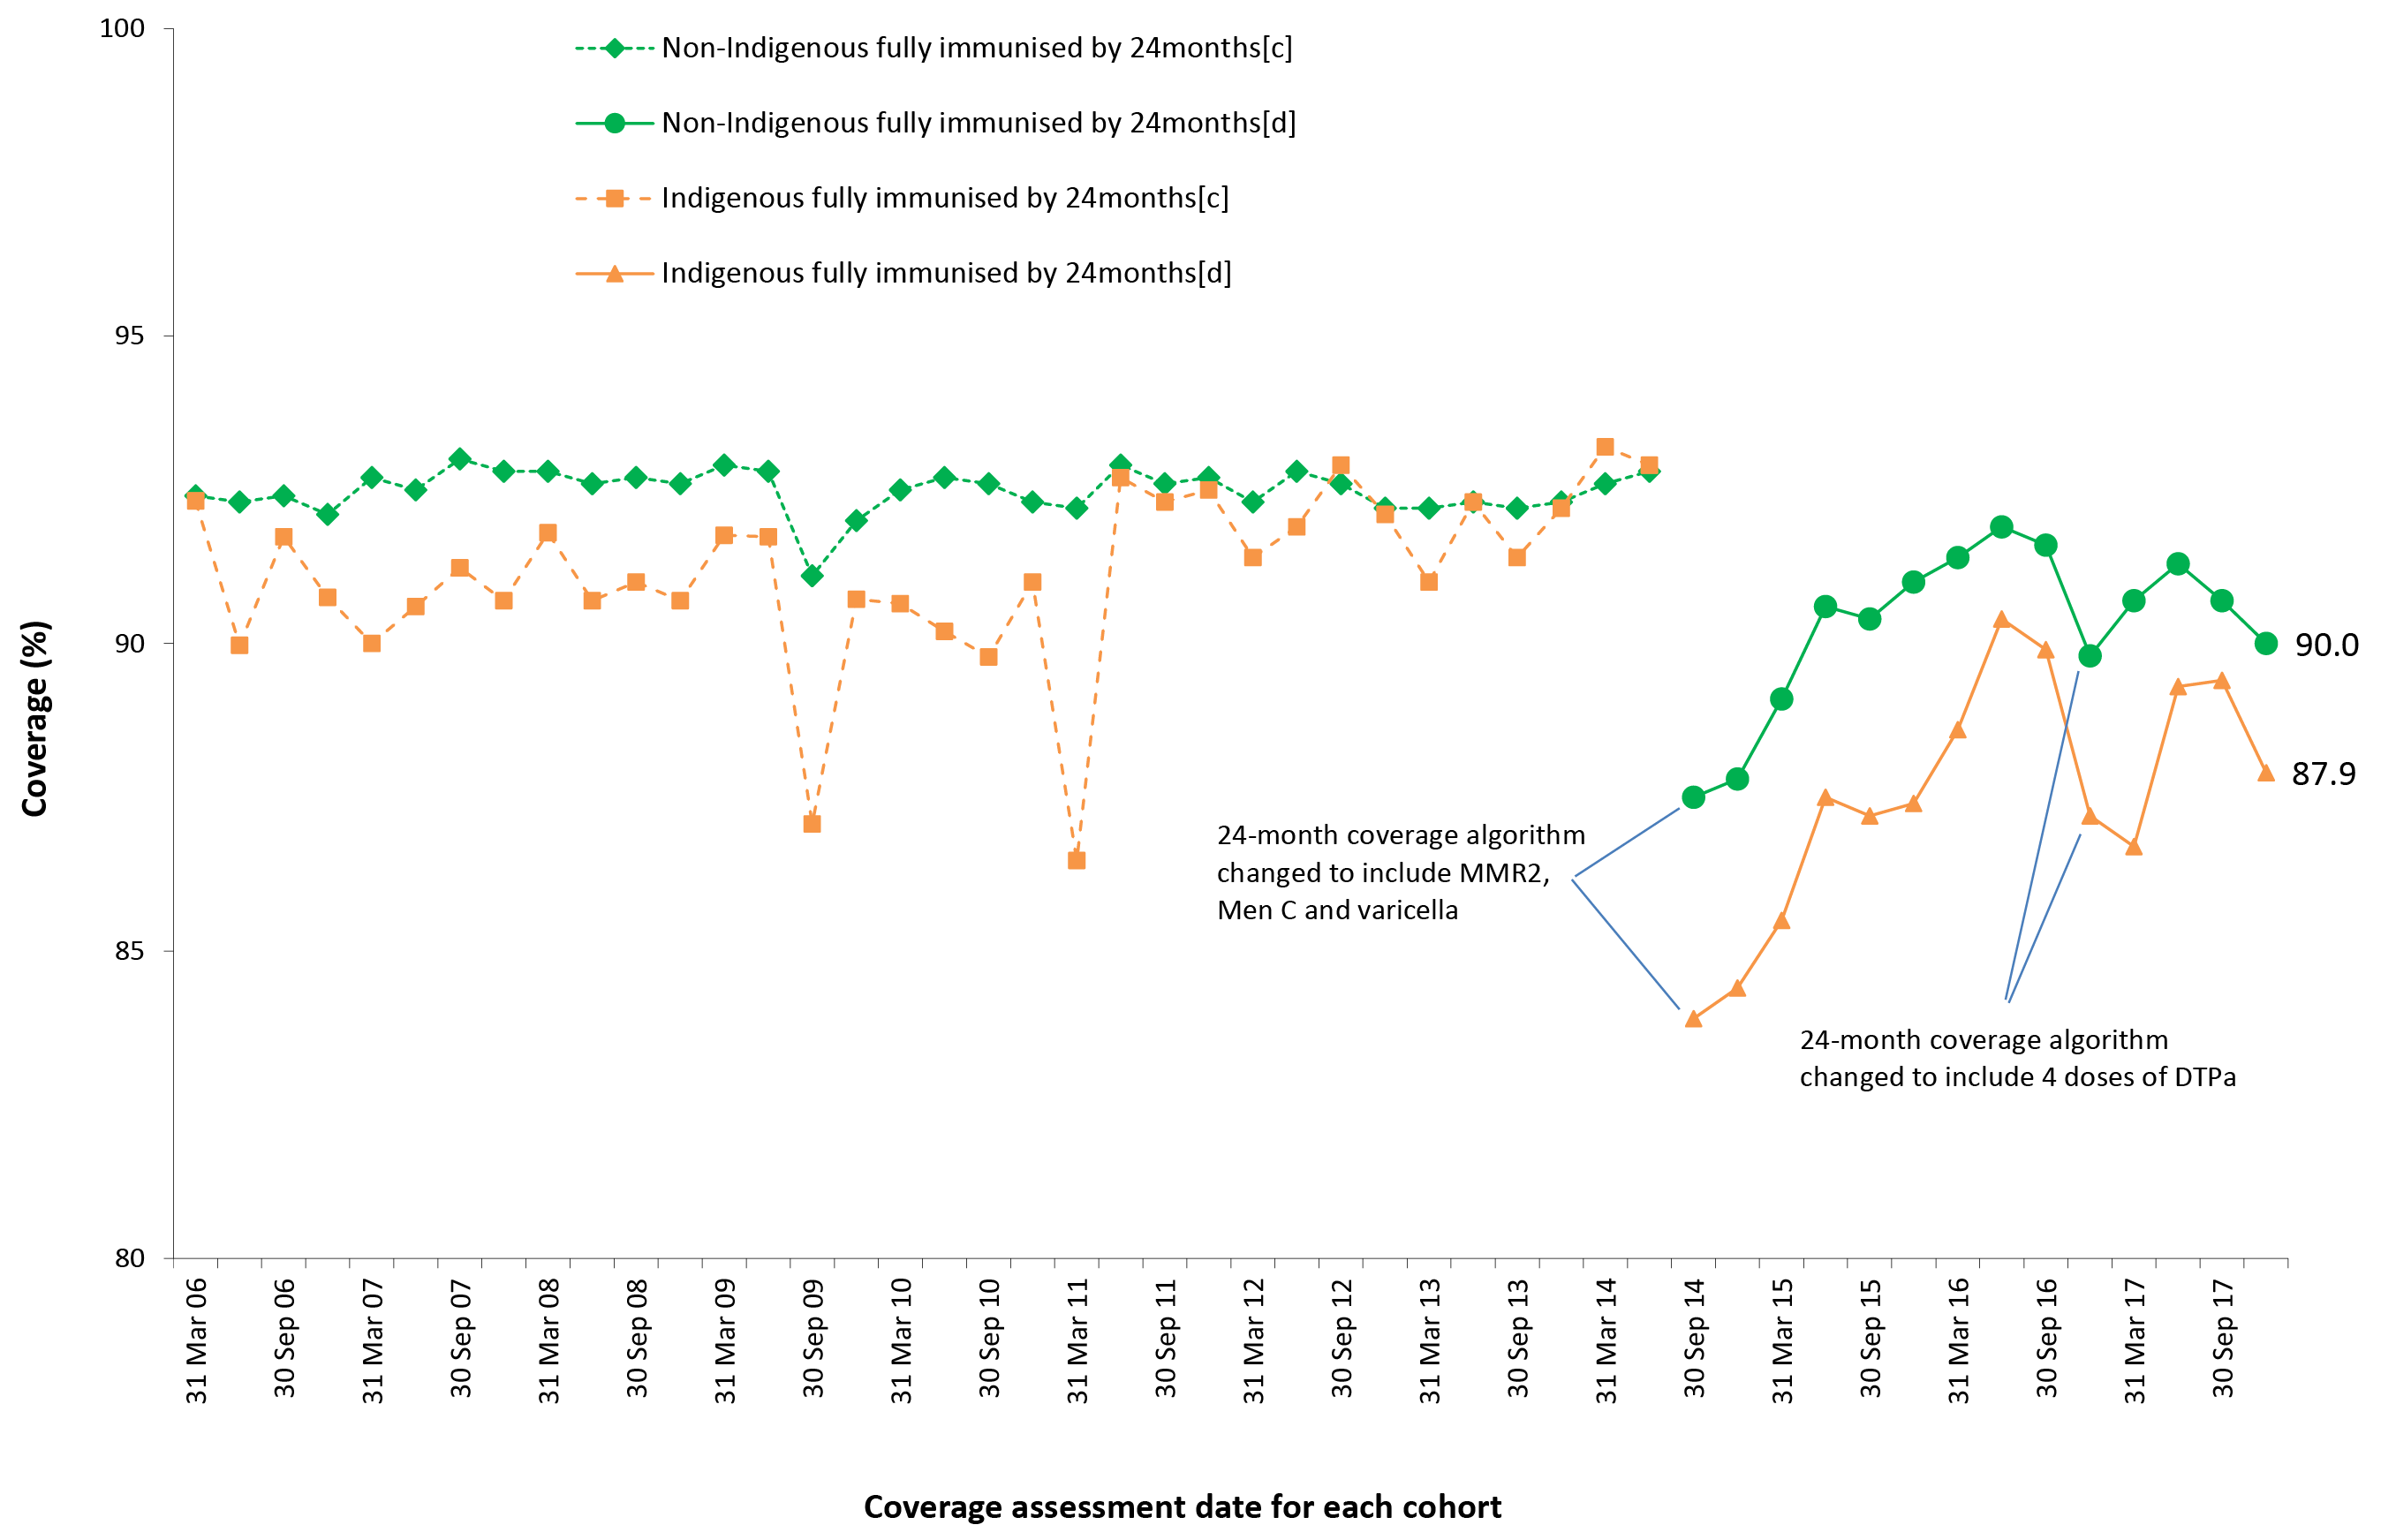 Non-Indigenous fully immunised by 24months[c]
Non-Indigenous fully immunised by 24months[d]
Indigenous fully immunised by 24months[c]
Indigenous fully immunised by 24months[d]
100
95
90
85
80
Coverage (%)
90.0
87.9
24-month coverage algorithm
changed to include MMR2,
Men C and varicella
24-month coverage algorithm
changed to include 4 doses of DTPa
31 Mar 06
30 Sep 06
31 Mar 07
30 Sep 07
31 Mar 08
30 Sep 08
31 Mar 09
30 Sep 09
31 Mar 10
30 Sep 10
31 Mar 11
30 Sep 11
31 Mar 12
30 Sep 12
31 Mar 13
30 Sep 13
31 Mar 14
30 Sep 14
31 Mar 15
30 Sep 15
31 Mar 16
30 Sep 16
31 Mar 17
30 Sep 17
Coverage assessment date for each cohort